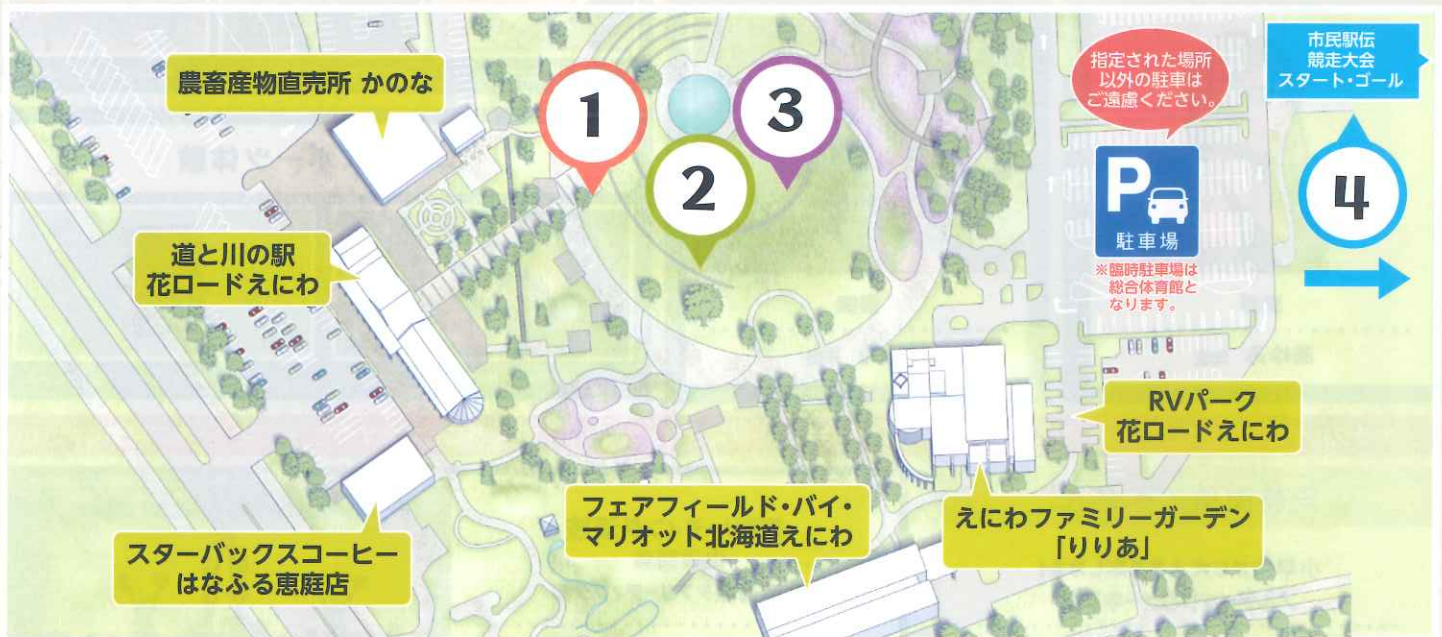 農畜産物直売所 かのな
1
2
3
指定された場所
以外の駐車は
ご遠慮ください。
市民駅伝
競走大会
スタート・ゴール
P
駐車場
※臨時駐車場は
総合体育館と
なります。
4
道と川の駅
花ロードえにわ
RVパーク
花ロードえにわ
フェアフィールド・バイ・
マリオット北海道えにわ
えにわファミリーガーデン
「りりあ」
スターバックスコーヒー
はなふる恵庭店